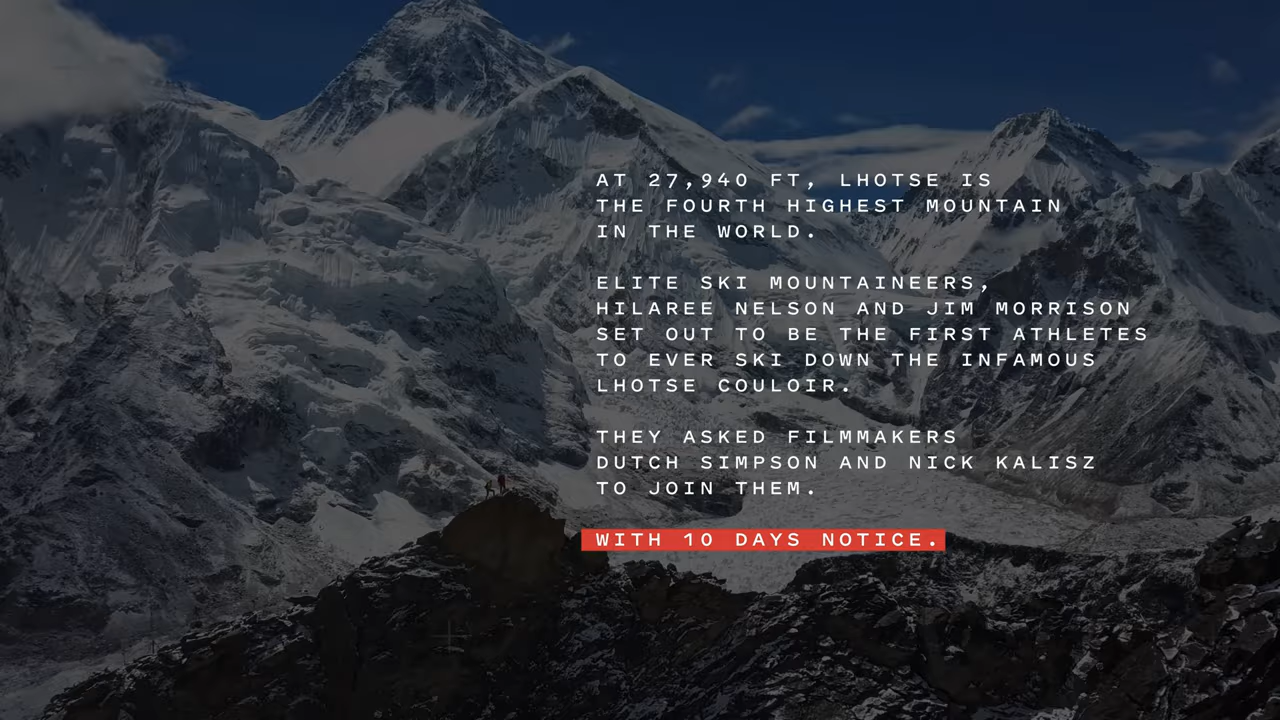 AT 27,940 FT, LHOTSE IS
THE FOURTH HIGHEST MOUNTAIN
IN THE WORLD.
ELITE SKI MOUNTAINEERS,
HILAREE NELSON AND JIM MORRISON
SET OUT TO BE THE FIRST ATHLETES
TO EVER SKI DOWN THE INFAMOUS
LHOTSE COULOIR.
THEY ASKED FILMMAKERS
DUTCH SIMPSON AND NICK KALISZ
TO JOIN THEM.
WITH 10 DAYS NOTICE.